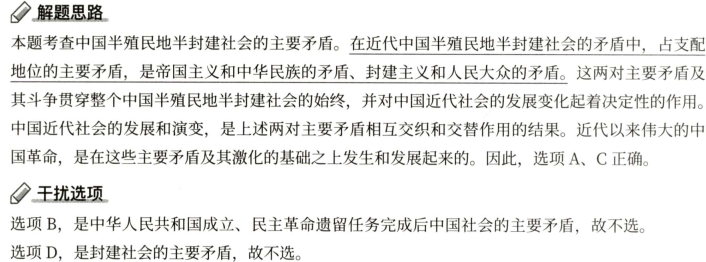 解题思路
本题考查中国半殖民地半封建社会的主要矛盾。在近代中国半殖民地半封建社会的矛盾中，占支配
地位的主要矛盾，是帝国主义和中华民族的矛盾、封建主义和人民大众的矛盾。这两对主要矛盾及
其斗争贯穿整个中国半殖民地半封建社会的始终，并对中国近代社会的发展变化起着决定性的作用。
中国近代社会的发展和演变，是上述两对主要矛盾相互交织和交替作用的结果。近代以来伟大的中
国革命，是在这些主要矛盾及其激化的基础之上发生和发展起来的。因此，选项 A、C 正确。
干扰选项
选项 B，是中华人民共和国成立、民主革命遗留任务完成后中国社会的主要矛盾，故不选。
选项 D，是封建社会的主要矛盾，故不选。